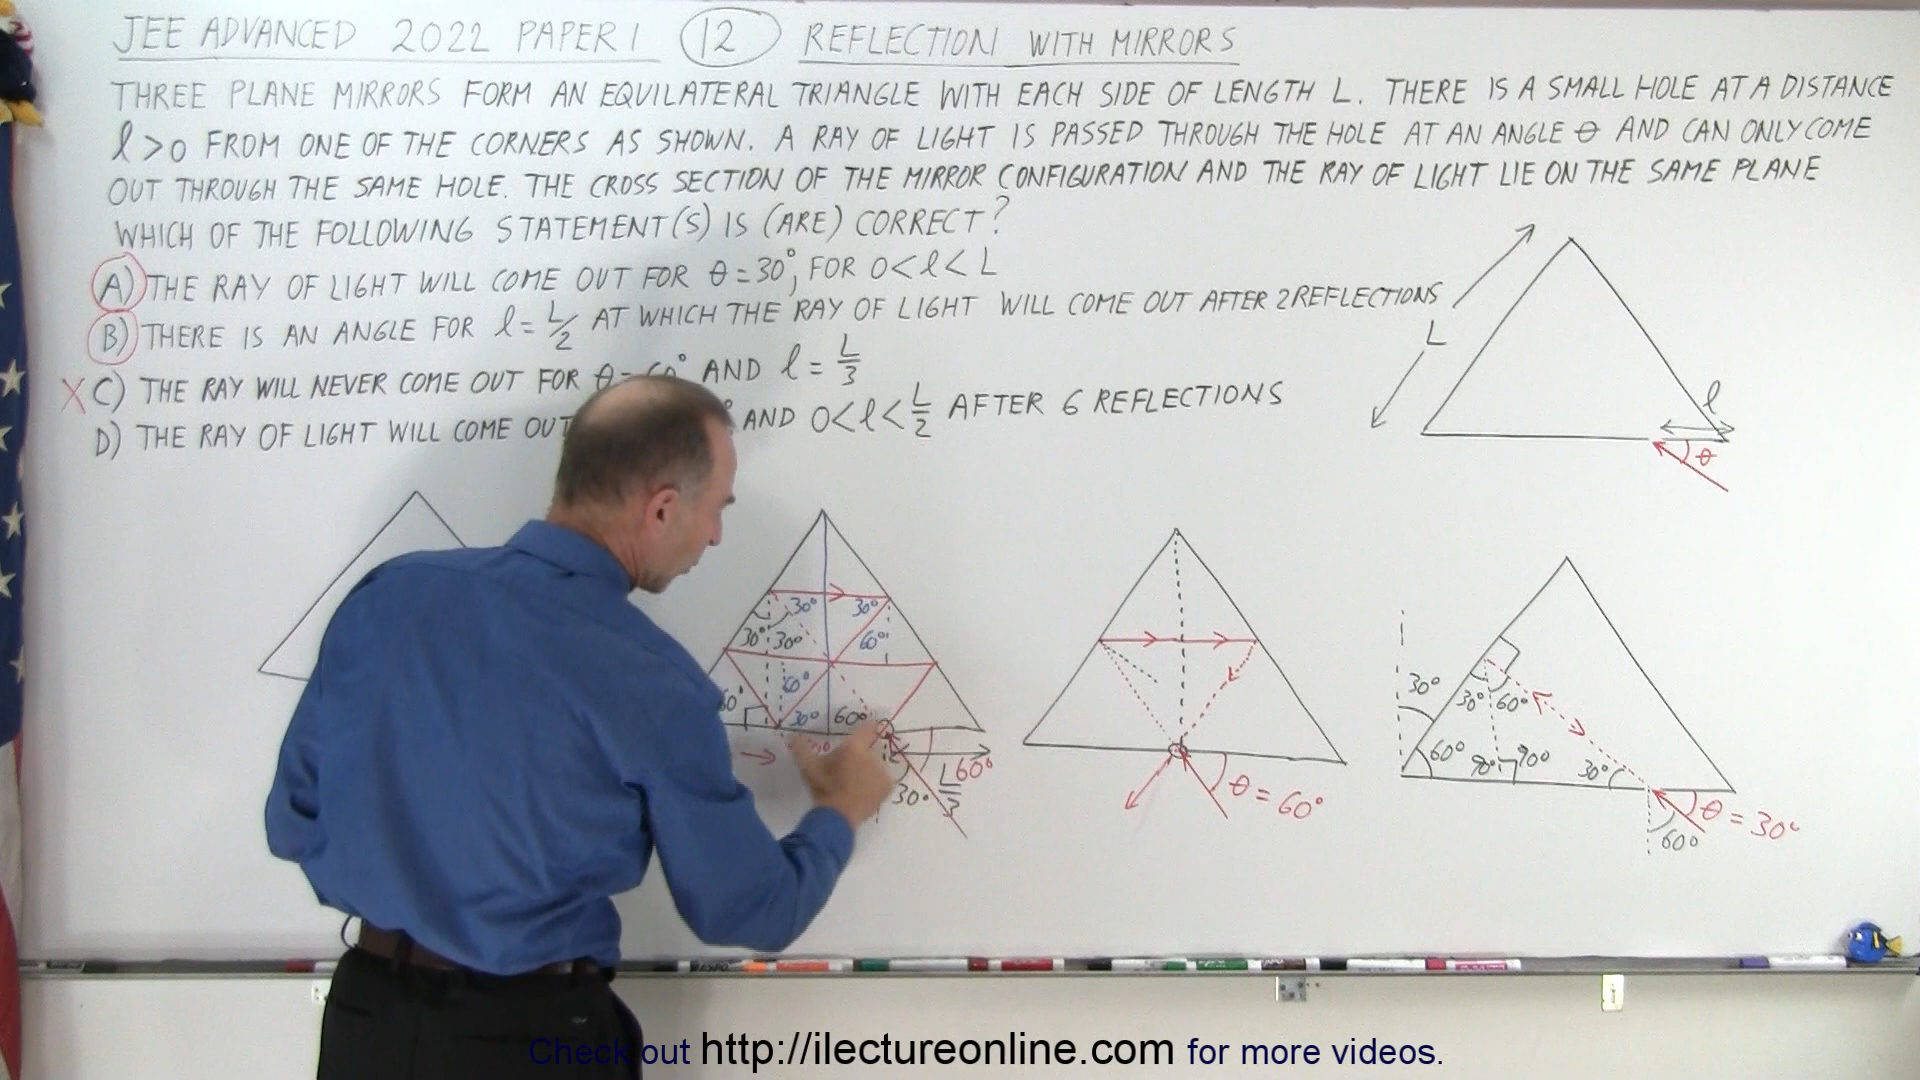 JEE ADVANCED 2022 PAPER 1 12 REFLECTION WITH MIRRORS
THREE PLANE MIRRORS FORM AN EQUILATERAL TRIANGLE WITH EACH SIDE OF LENGTH L. THERE IS A SMALL HOLE AT A DISTANCE
l>0 FROM ONE OF THE CORNERS AS SHOWN. A RAY OF LIGHT IS PASSED THROUGH THE HOLE AT AN ANGLE θ AND CAN ONLY COME
OUT THROUGH THE SAME HOLE. THE CROSS SECTION OF THE MIRROR CONFIGURATION AND THE RAY OF LIGHT LIE ON THE SAME PLANE
WHICH OF THE FOLLOWING STATEMENT(S) IS (ARE) CORRECT?
A) THE RAY OF LIGHT WILL COME OUT FOR θ=30°, FOR 0<l<L
B) THERE IS AN ANGLE FOR l=L/2 AT WHICH THE RAY OF LIGHT WILL COME OUT AFTER 2 REFLECTIONS
X C) THE RAY WILL NEVER COME OUT FOR θ=60° AND l=L/3
D) THE RAY OF LIGHT WILL COME OUT AND 0<l<L/2 AFTER 6 REFLECTIONS
L
l
θ
30° 30°
30° 30° 60°
60°
30° 60°
60°
30° L/3
θ=60°
30° 30° 60°
60° 90° 90° 30°
θ=30°
60°
Check out http://ilectureonline.com for more videos.